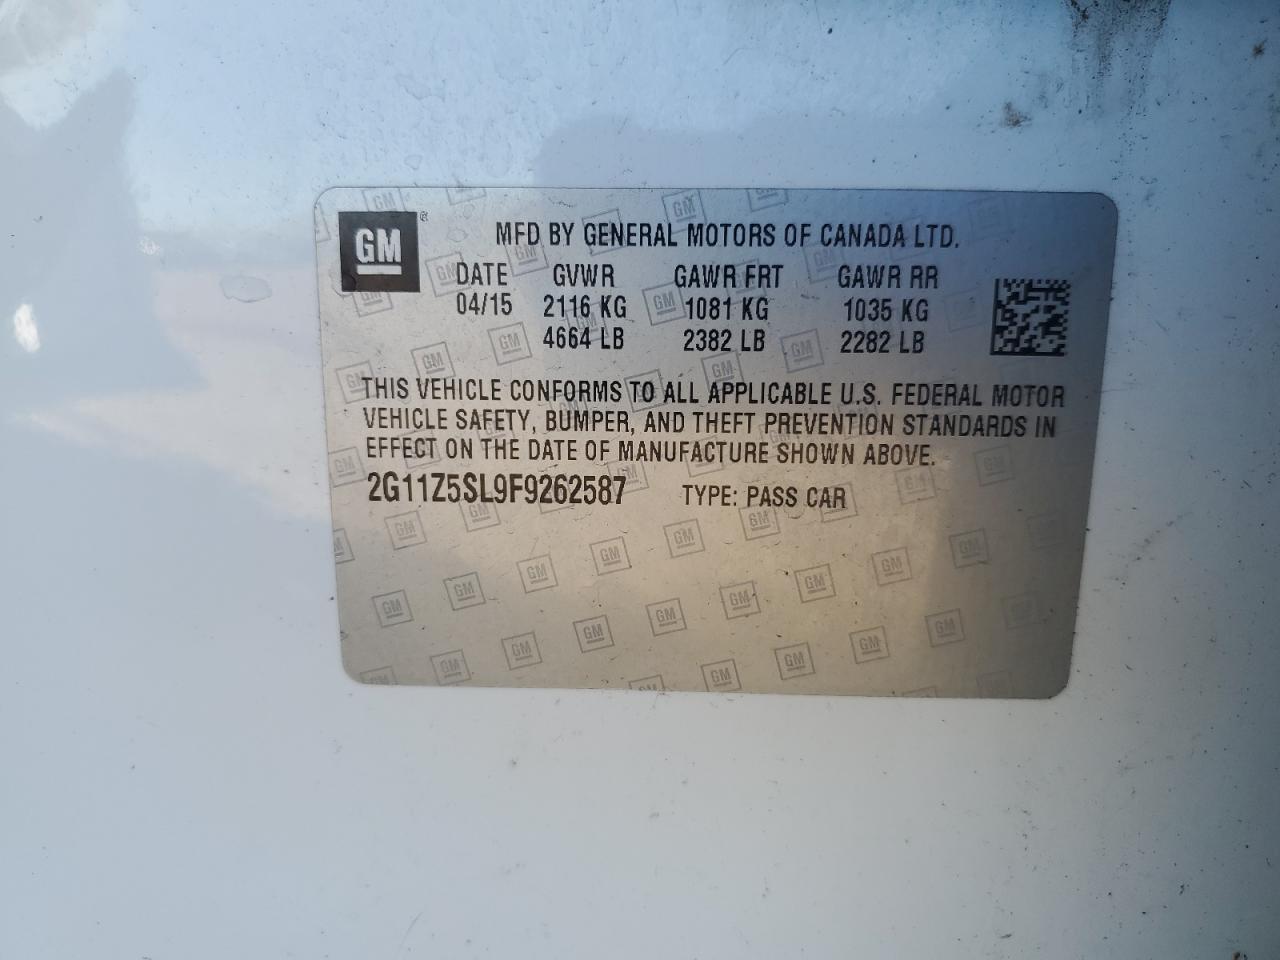 GM®
MFD BY GENERAL MOTORS OF CANADA LTD.
DATE GVWR GAWR FRT GAWR RR
04/15 2116 KG 1081 KG 1035 KG
4664 LB 2382 LB 2282 LB
THIS VEHICLE CONFORMS TO ALL APPLICABLE U.S. FEDERAL MOTOR
VEHICLE SAFETY, BUMPER, AND THEFT PREVENTION STANDARDS IN
EFFECT ON THE DATE OF MANUFACTURE SHOWN ABOVE.
2G11Z5SL9F9262587 TYPE: PASS CAR